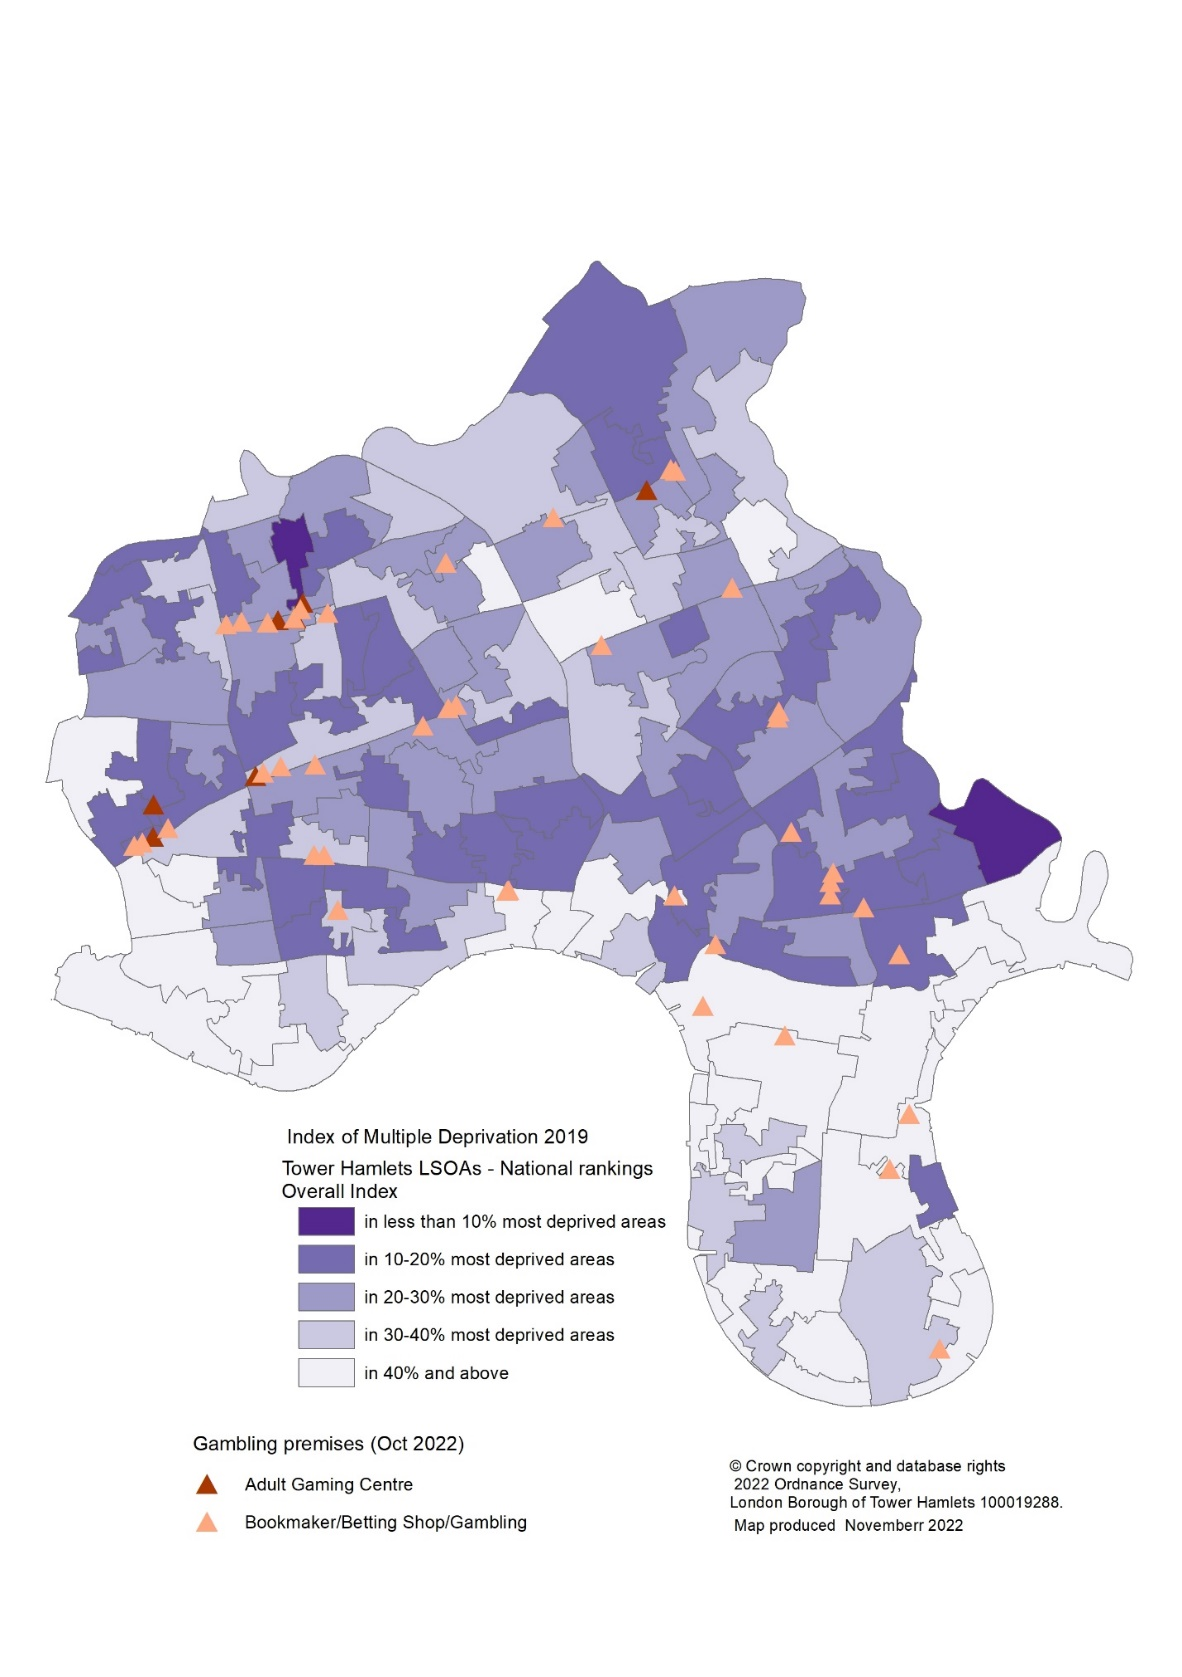 Index of Multiple Deprivation 2019
Tower Hamlets LSOAs - National rankings
Overall Index
in less than 10% most deprived areas
in 10-20% most deprived areas
in 20-30% most deprived areas
in 30-40% most deprived areas
in 40% and above
Gambling premises (Oct 2022)
Adult Gaming Centre
Bookmaker/Betting Shop/Gambling
© Crown copyright and database rights
2022 Ordnance Survey,
London Borough of Tower Hamlets 100019288.
Map produced Novemberr 2022